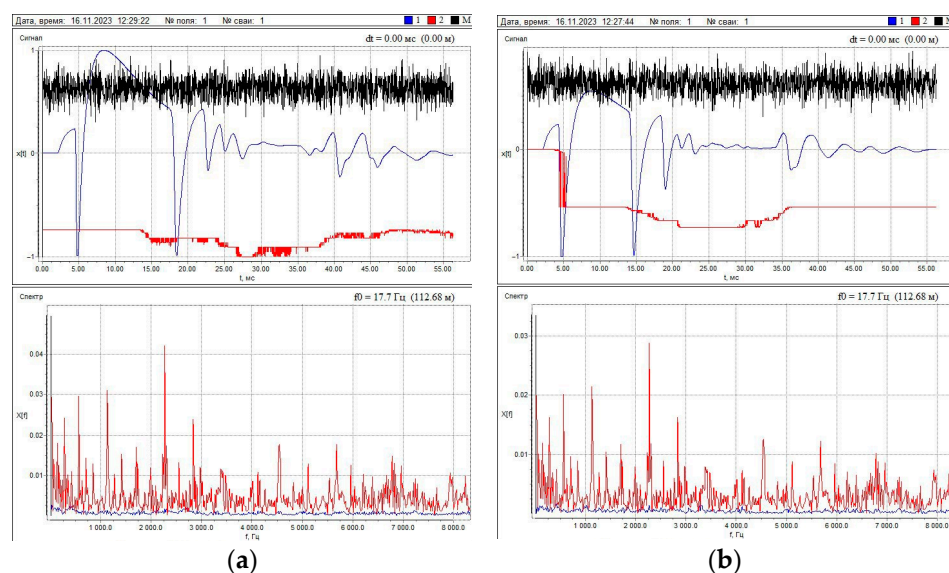 Дата, время: 16.11.2023 12:29:22 № поля: 1 № сваи: 1 1 2 М
Сигнал
dt = 0.00 мс (0.00 м)
1
X[t]
0
−1
0.00 5.00 10.00 15.00 20.00 25.00 30.00 35.00 40.00 45.00 50.00 55.00
t, мс
Спектр
f0 = 17.7 Гц (112.68 м)
0.04
0.03
X[f]
0.02
0.01
1 000.0 2 000.0 3 000.0 4 000.0 5 000.0 6 000.0 7 000.0 8 000.0
f, Гц
(a)
Дата, время: 16.11.2023 12:27:44 № поля: 1 № сваи: 1 1 2
Сигнал
dt = 0.00 мс (0.00 м)
1
X[t]
0
−1
0.00 5.00 10.00 15.00 20.00 25.00 30.00 35.00 40.00 45.00 50.00 55.00
t, мс
Спектр
f0 = 17.7 Гц (112.68 м)
0.03
0.02
X[f]
0.01
1 000.0 2 000.0 3 000.0 4 000.0 5 000.0 6 000.0 7 000.0 8 000.0
f, Гц
(b)